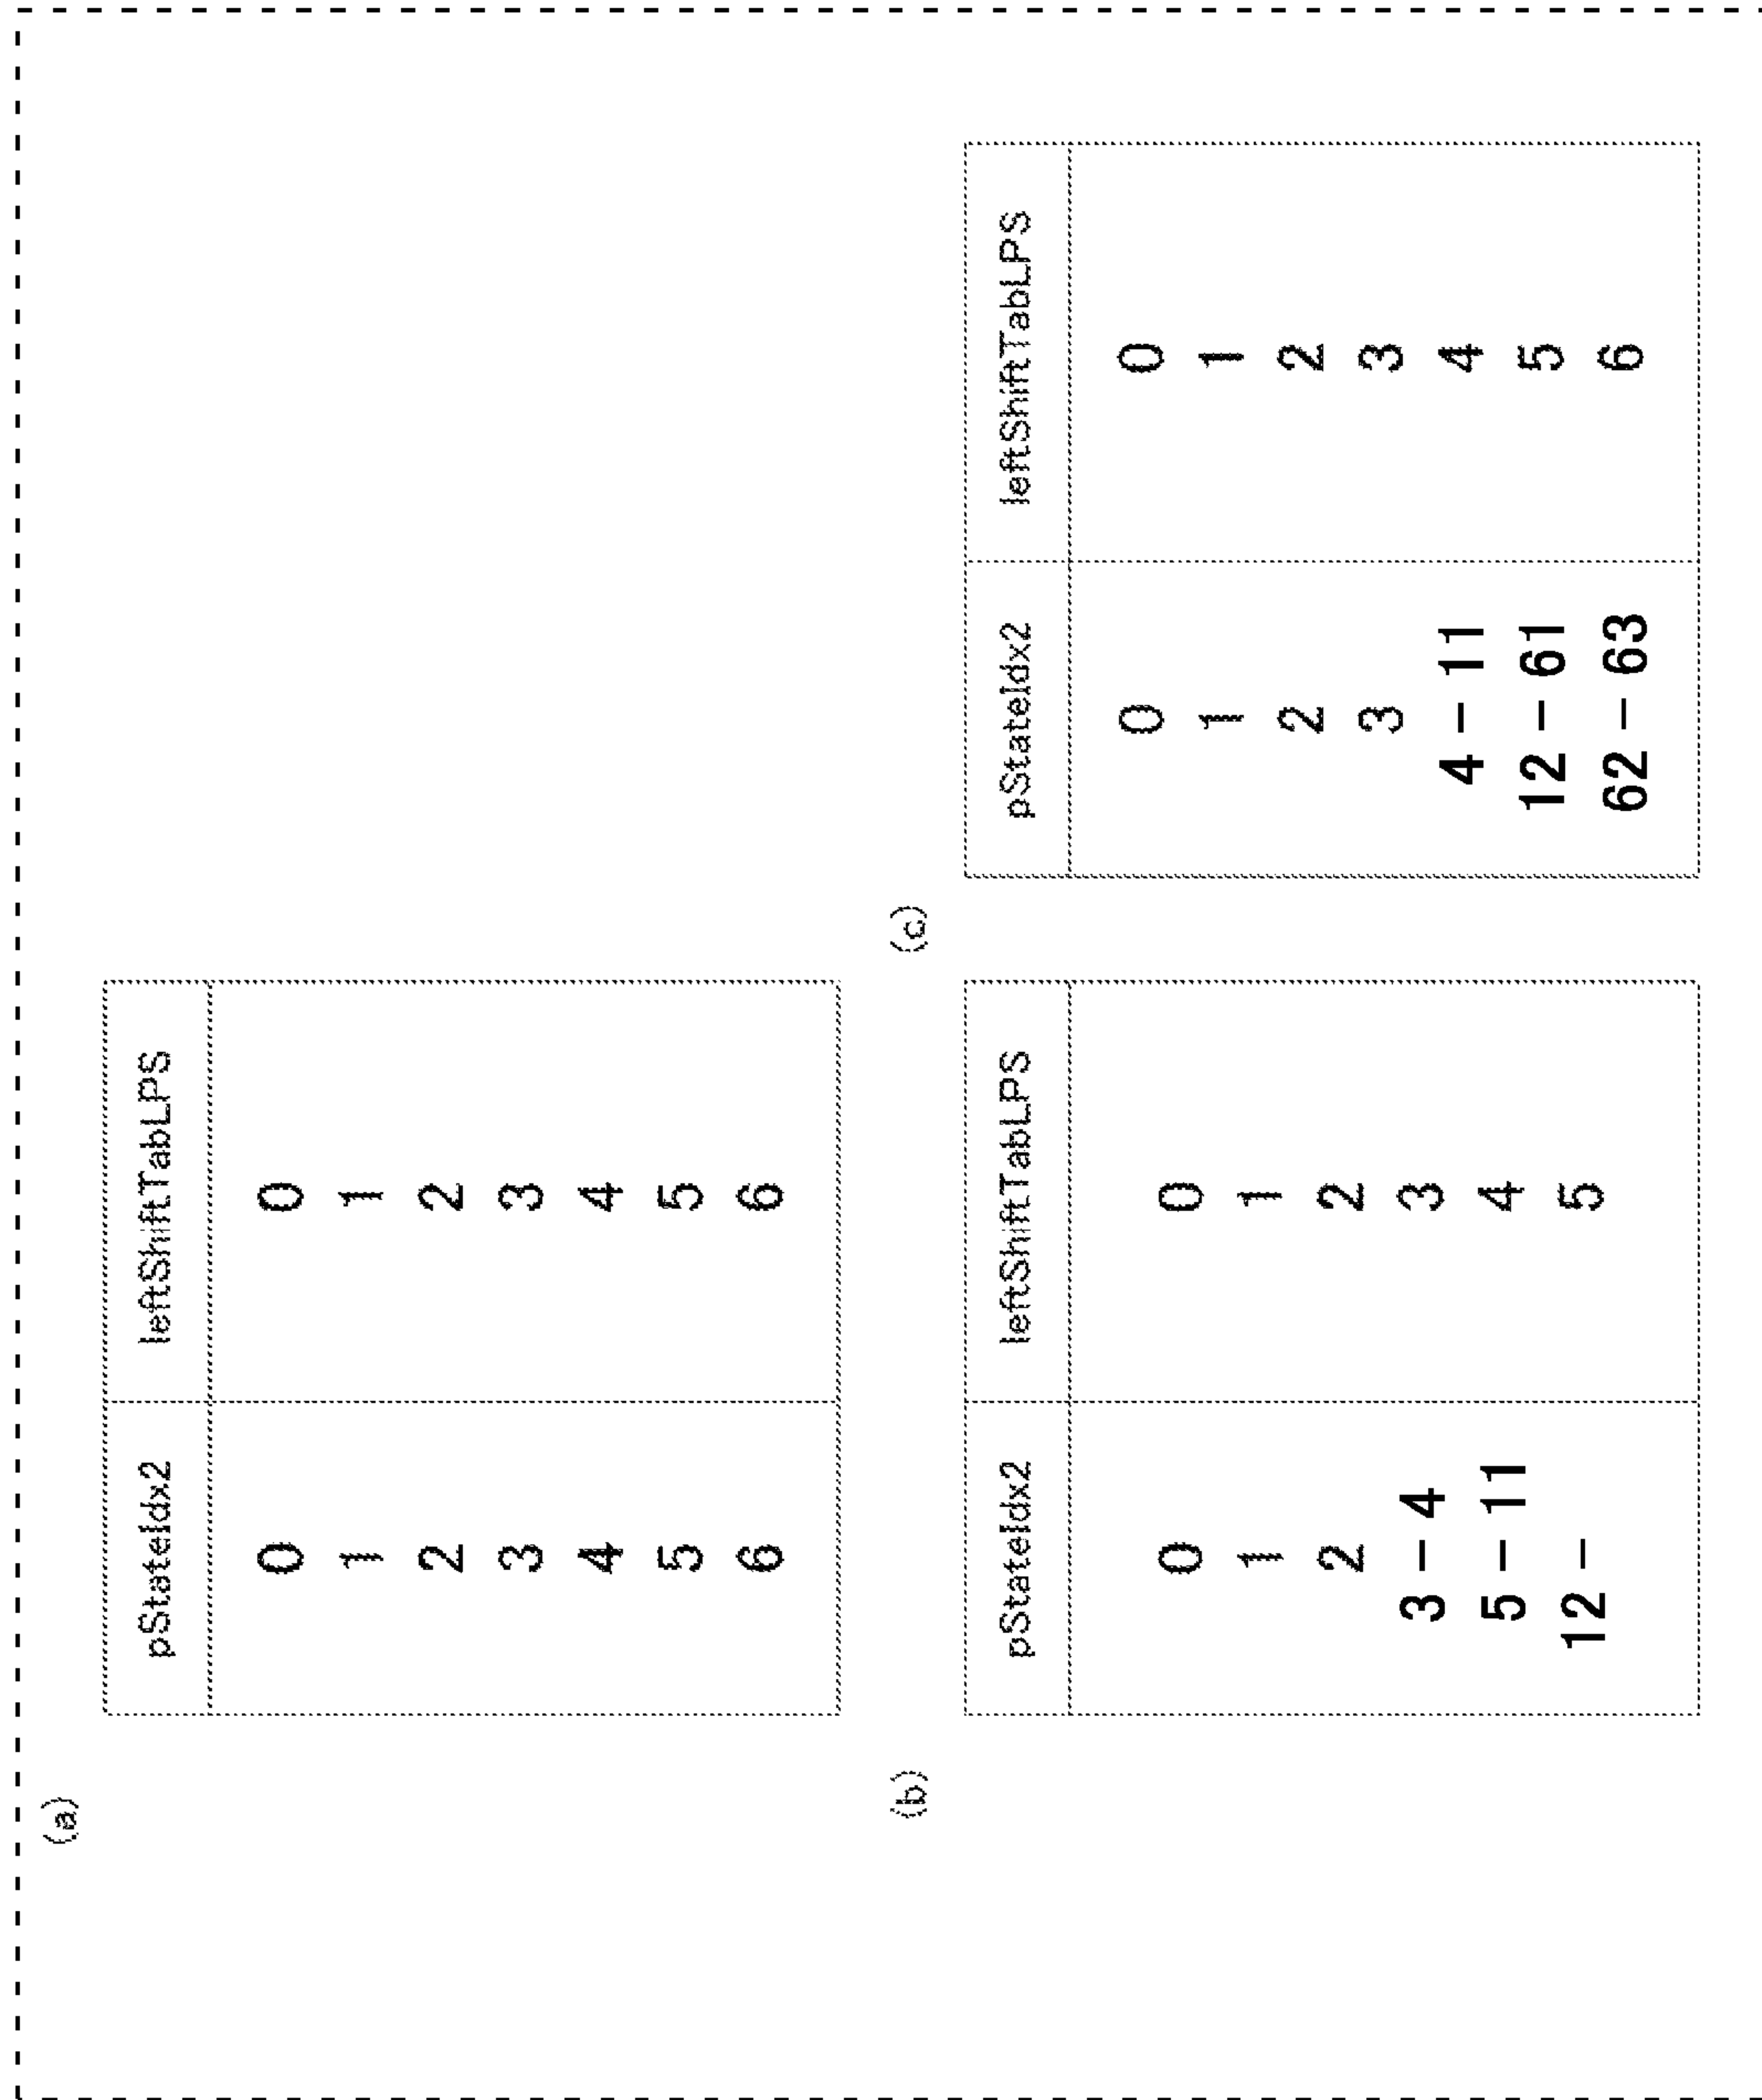 (a)
pStateIdx2 leftShiftTabLPS
0 0
1 1
2 2
3 3
4 4
5 5
6 6
(b)
pStateIdx2 leftShiftTabLPS
0 0
1 1
2 2
3 – 4 3
5 – 11 4
12 – 5
(c)
pStateIdx2 leftShiftTabLPS
0 0
1 1
2 2
3 3
4 – 11 4
12 – 61 5
62 – 63 6